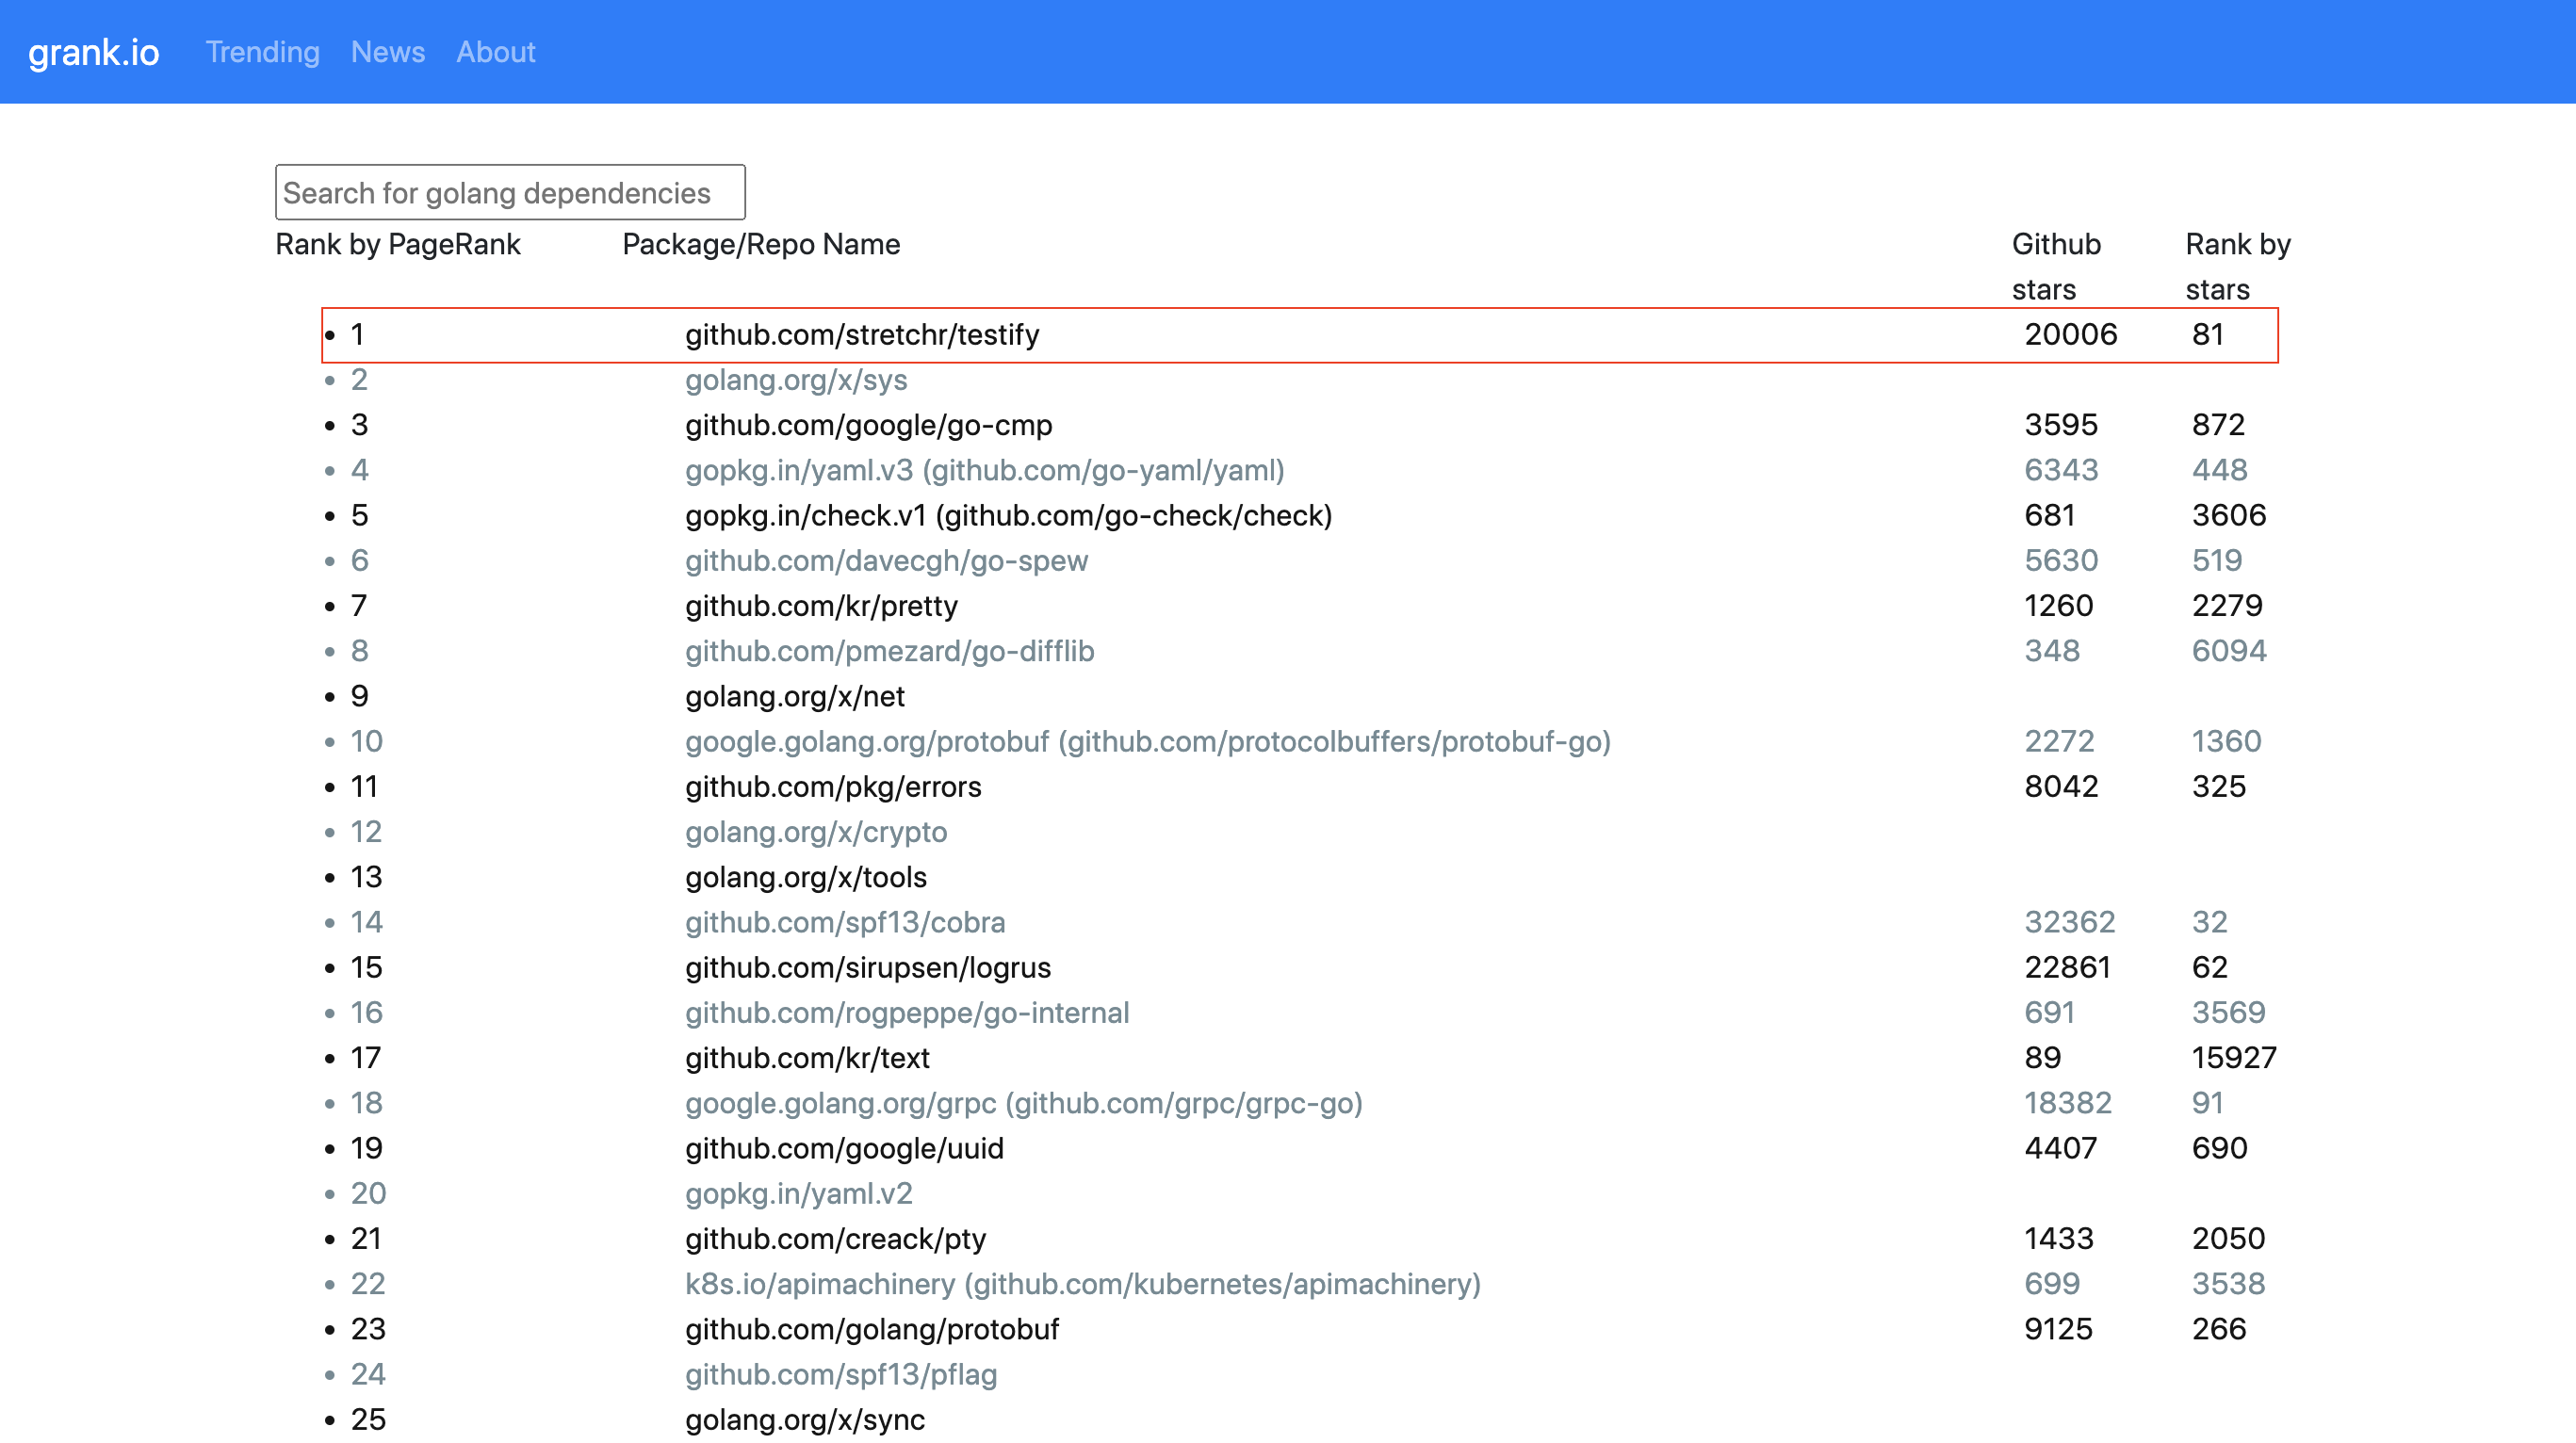 grank.io Trending News About
Search for golang dependencies
Rank by PageRank Package/Repo Name Github stars Rank by stars
• 1 github.com/stretchr/testify 20006 81
• 2 golang.org/x/sys
• 3 github.com/google/go-cmp 3595 872
• 4 gopkg.in/yaml.v3 (github.com/go-yaml/yaml) 6343 448
• 5 gopkg.in/check.v1 (github.com/go-check/check) 681 3606
• 6 github.com/davecgh/go-spew 5630 519
• 7 github.com/kr/pretty 1260 2279
• 8 github.com/pmezard/go-difflib 348 6094
• 9 golang.org/x/net
• 10 google.golang.org/protobuf (github.com/protocolbuffers/protobuf-go) 2272 1360
• 11 github.com/pkg/errors 8042 325
• 12 golang.org/x/crypto
• 13 golang.org/x/tools
• 14 github.com/spf13/cobra 32362 32
• 15 github.com/sirupsen/logrus 22861 62
• 16 github.com/rogpeppe/go-internal 691 3569
• 17 github.com/kr/text 89 15927
• 18 google.golang.org/grpc (github.com/grpc/grpc-go) 18382 91
• 19 github.com/google/uuid 4407 690
• 20 gopkg.in/yaml.v2
• 21 github.com/creack/pty 1433 2050
• 22 k8s.io/apimachinery (github.com/kubernetes/apimachinery) 699 3538
• 23 github.com/golang/protobuf 9125 266
• 24 github.com/spf13/pflag
• 25 golang.org/x/sync